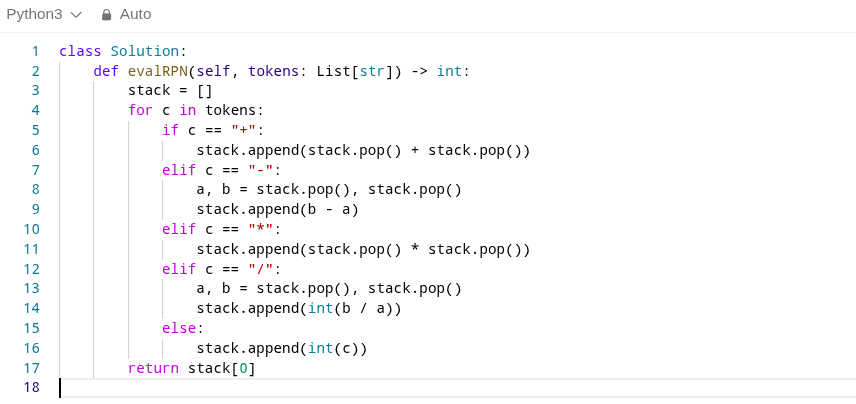 Python3 Auto
1 class Solution:
2     def evalRPN(self, tokens: List[str]) -> int:
3         stack = []
4         for c in tokens:
5             if c == "+":
6                 stack.append(stack.pop() + stack.pop())
7             elif c == "-":
8                 a, b = stack.pop(), stack.pop()
9                 stack.append(b - a)
10             elif c == "*":
11                 stack.append(stack.pop() * stack.pop())
12             elif c == "/":
13                 a, b = stack.pop(), stack.pop()
14                 stack.append(int(b / a))
15             else:
16                 stack.append(int(c))
17         return stack[0]
18